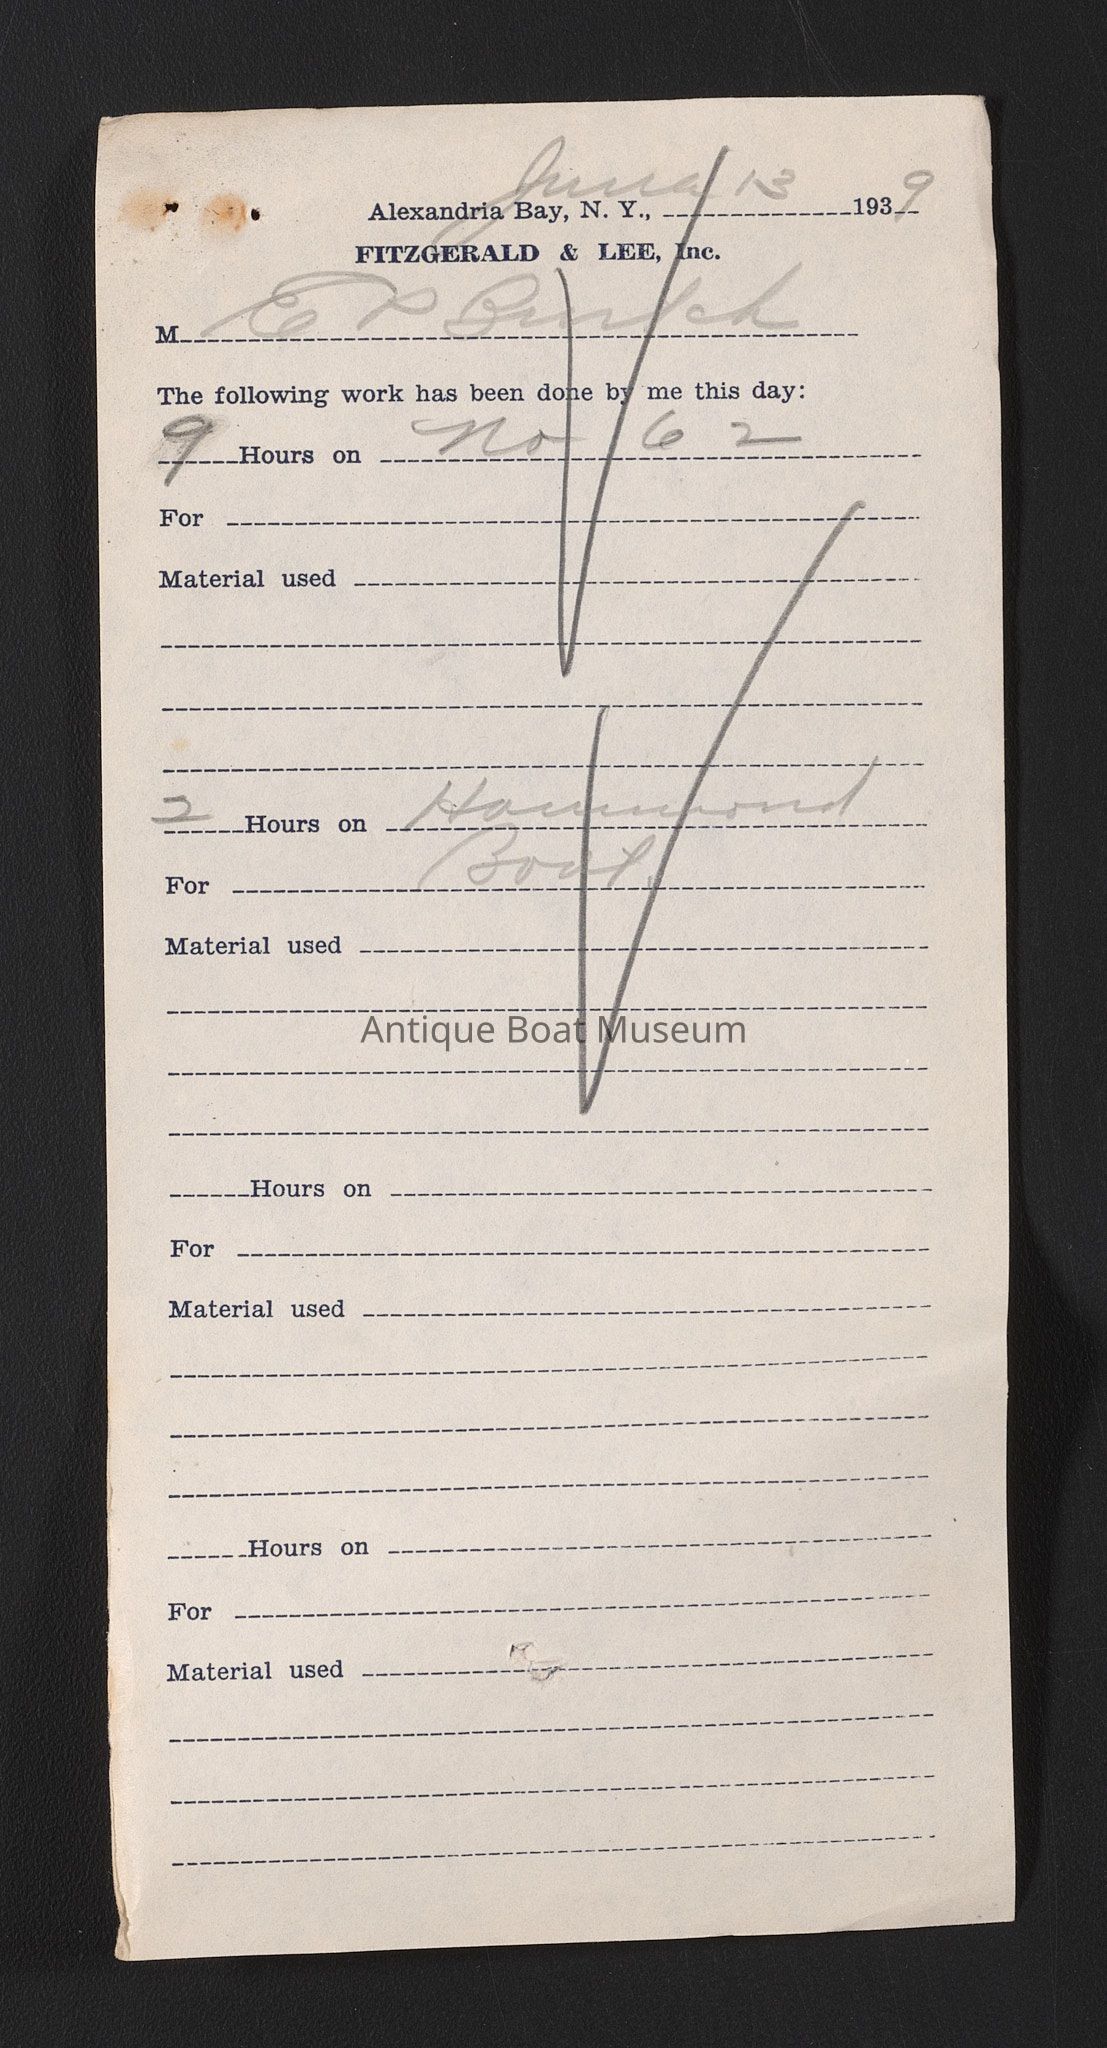 June 13
Alexandria Bay, N. Y., 1939
FITZGERALD & LEE, Inc.
M E P
The following work has been done by me this day:
9 Hours on No 62
For
Material used
2 Hours on Hammond
For Boat.
Material used
Antique Boat Museum
Hours on
For
Material used
Hours on
For
Material used